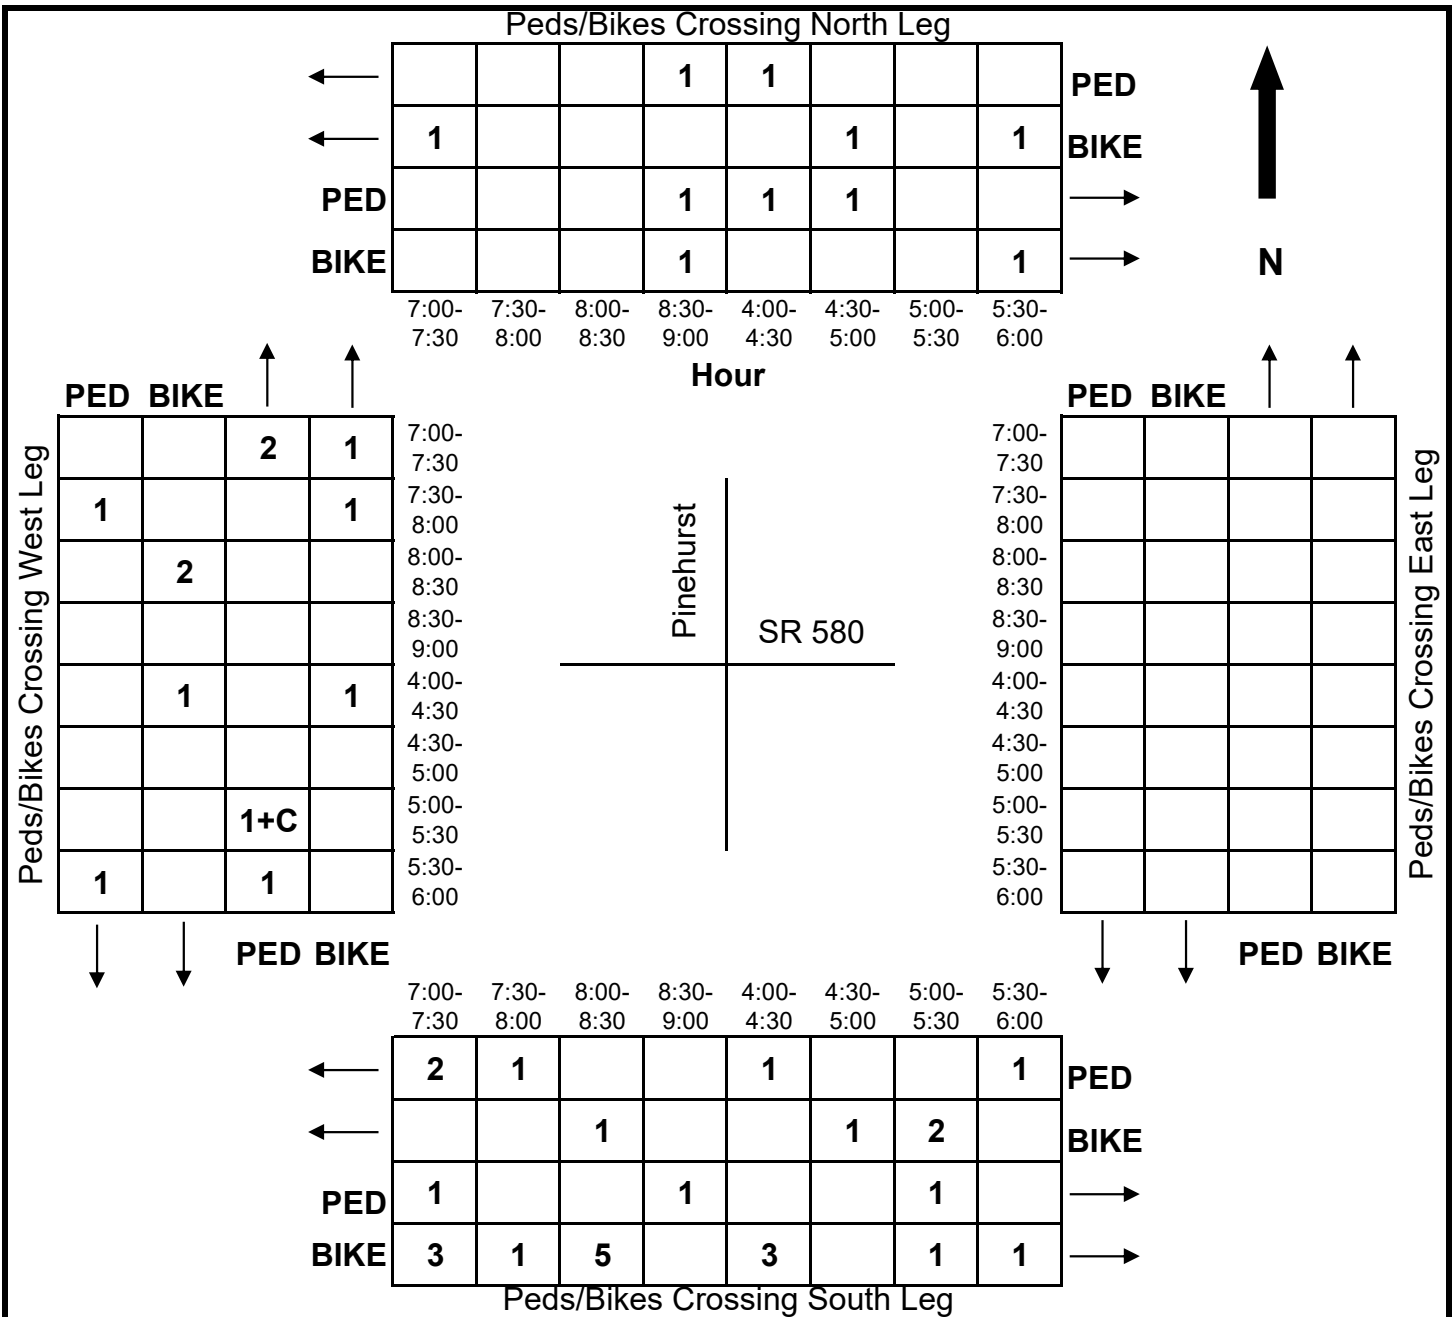 Peds/Bikes Crossing North Leg
1 1 PED
1 1 1 BIKE
PED 1 1 1
BIKE 1 1
N
7:00- 7:30- 8:00- 8:30- 4:00- 4:30- 5:00- 5:30-
7:30 8:00 8:30 9:00 4:30 5:00 5:30 6:00
Hour
PED BIKE
Peds/Bikes Crossing West Leg
2 1
1 1
2
1 1
1+C
1 1
PED BIKE
7:00-
7:30
7:30-
8:00
8:00-
8:30
8:30-
9:00
4:00-
4:30
4:30-
5:00
5:00-
5:30
5:30-
6:00
Pinehurst
SR 580
PED BIKE
7:00-
7:30
7:30-
8:00
8:00-
8:30
8:30-
9:00
4:00-
4:30
4:30-
5:00
5:00-
5:30
5:30-
6:00
Peds/Bikes Crossing East Leg
PED BIKE
7:00- 7:30- 8:00- 8:30- 4:00- 4:30- 5:00- 5:30-
7:30 8:00 8:30 9:00 4:30 5:00 5:30 6:00
2 1 1 1 PED
1 1 2 BIKE
PED 1 1 1
BIKE 3 1 5 3 1 1
Peds/Bikes Crossing South Leg